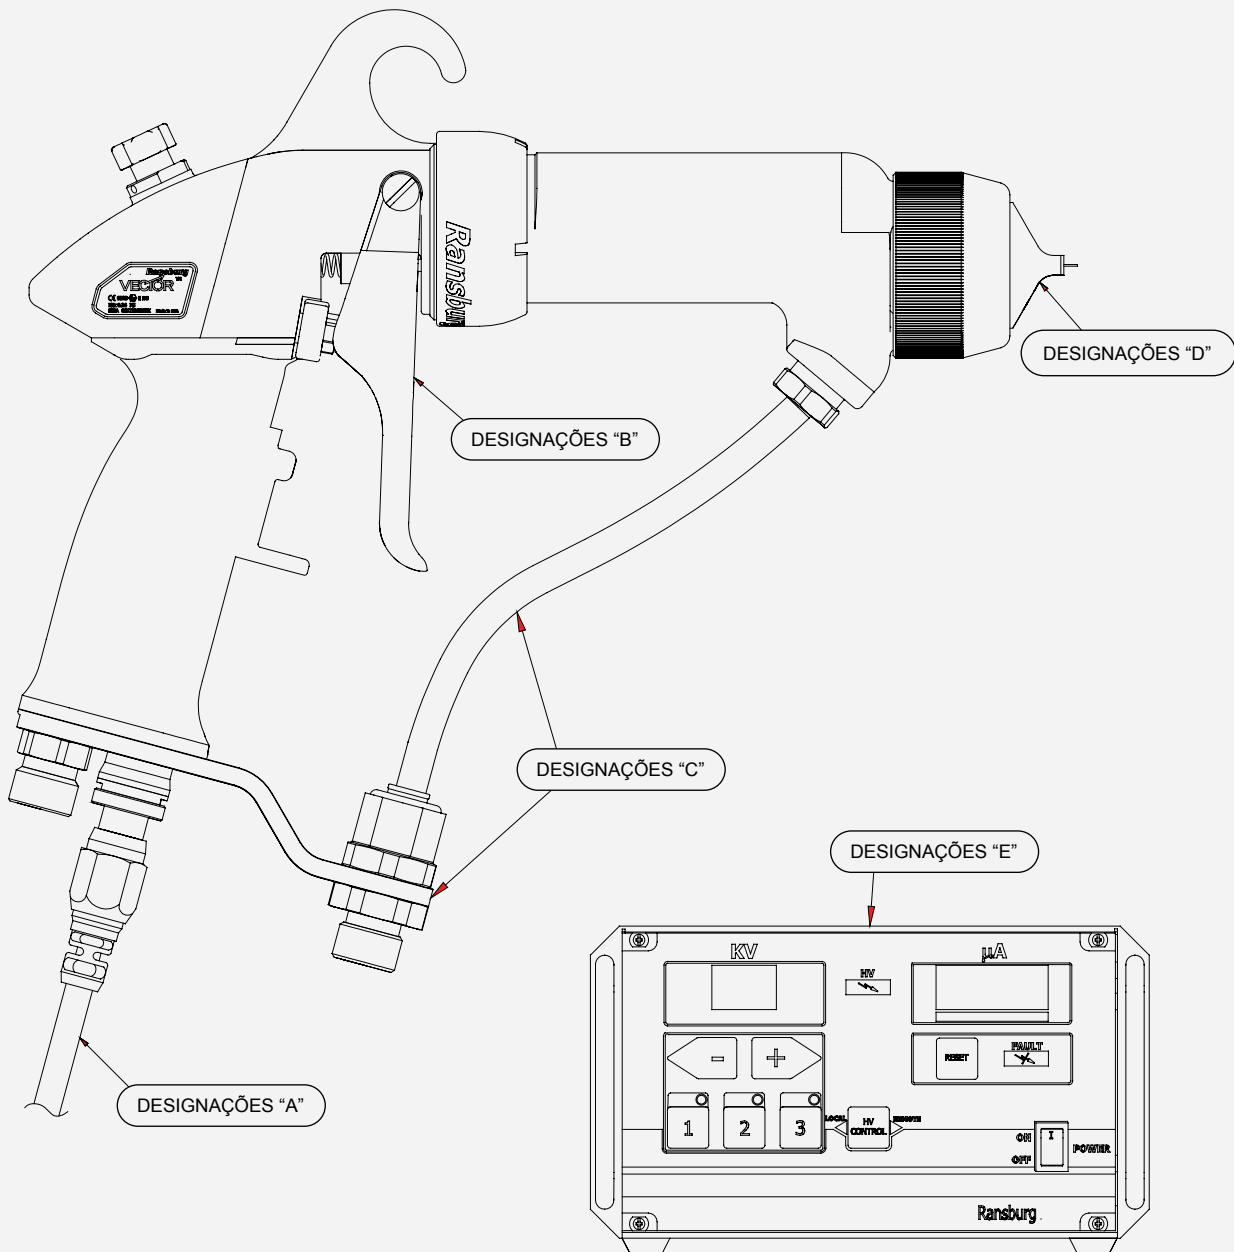 Ransburg
Ransburg
VECTOR
DESIGNAÇÕES “D”
DESIGNAÇÕES “B”
DESIGNAÇÕES “C”
DESIGNAÇÕES “E”
DESIGNAÇÕES “A”
KV
HV
µA
- +
RESET
FAULT
1 2 3
LOCAL
HV
CONTROL
REMOTE
ON
I
POWER
OFF
Ransburg